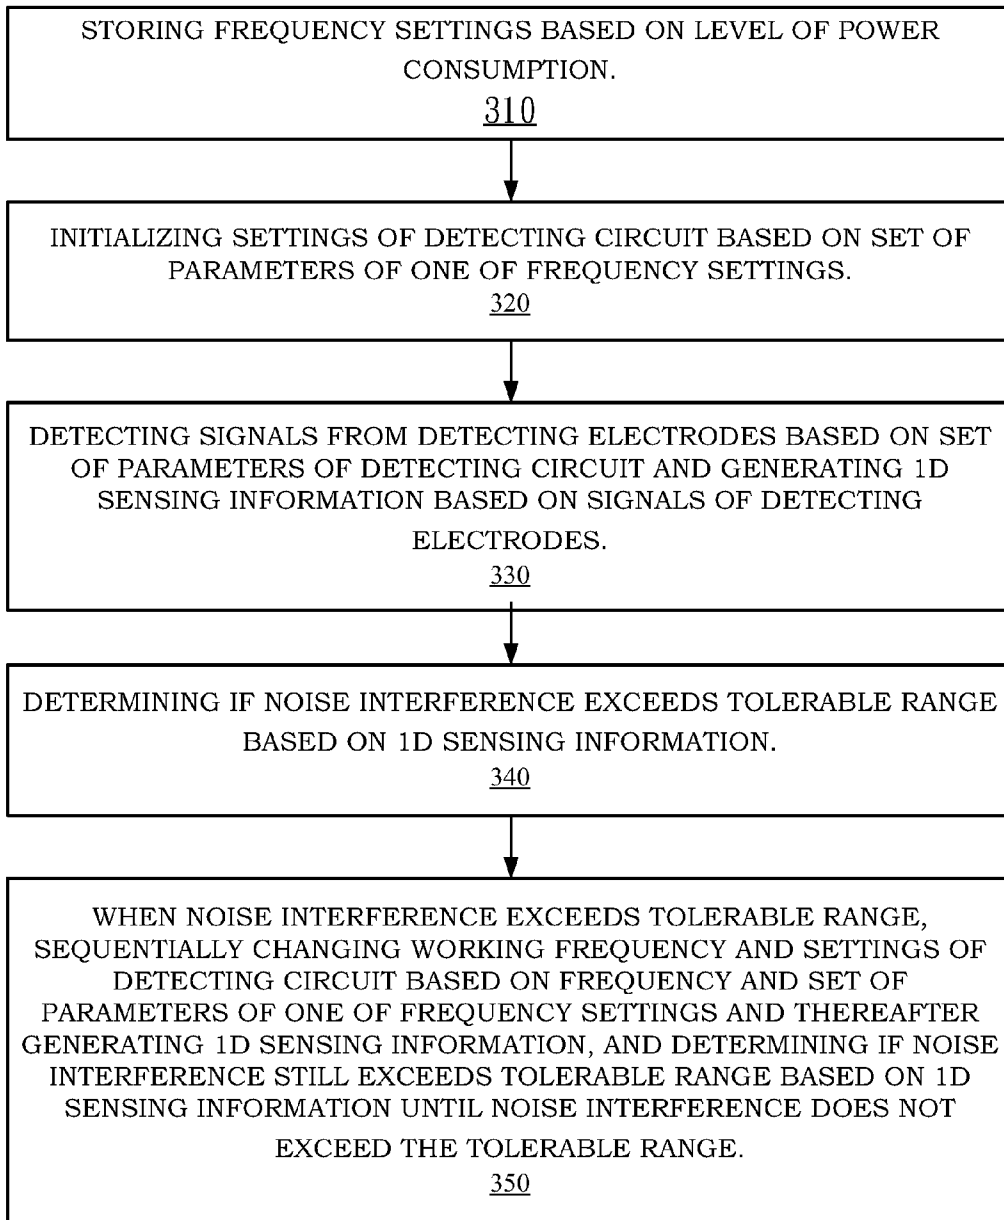 STORING FREQUENCY SETTINGS BASED ON LEVEL OF POWER
CONSUMPTION.
310
INITIALIZING SETTINGS OF DETECTING CIRCUIT BASED ON SET OF
PARAMETERS OF ONE OF FREQUENCY SETTINGS.
320
DETECTING SIGNALS FROM DETECTING ELECTRODES BASED ON SET
OF PARAMETERS OF DETECTING CIRCUIT AND GENERATING 1D
SENSING INFORMATION BASED ON SIGNALS OF DETECTING
ELECTRODES.
330
DETERMINING IF NOISE INTERFERENCE EXCEEDS TOLERABLE RANGE
BASED ON 1D SENSING INFORMATION.
340
WHEN NOISE INTERFERENCE EXCEEDS TOLERABLE RANGE,
SEQUENTIALLY CHANGING WORKING FREQUENCY AND SETTINGS OF
DETECTING CIRCUIT BASED ON FREQUENCY AND SET OF
PARAMETERS OF ONE OF FREQUENCY SETTINGS AND THEREAFTER
GENERATING 1D SENSING INFORMATION, AND DETERMINING IF NOISE
INTERFERENCE STILL EXCEEDS TOLERABLE RANGE BASED ON 1D
SENSING INFORMATION UNTIL NOISE INTERFERENCE DOES NOT
EXCEED THE TOLERABLE RANGE.
350